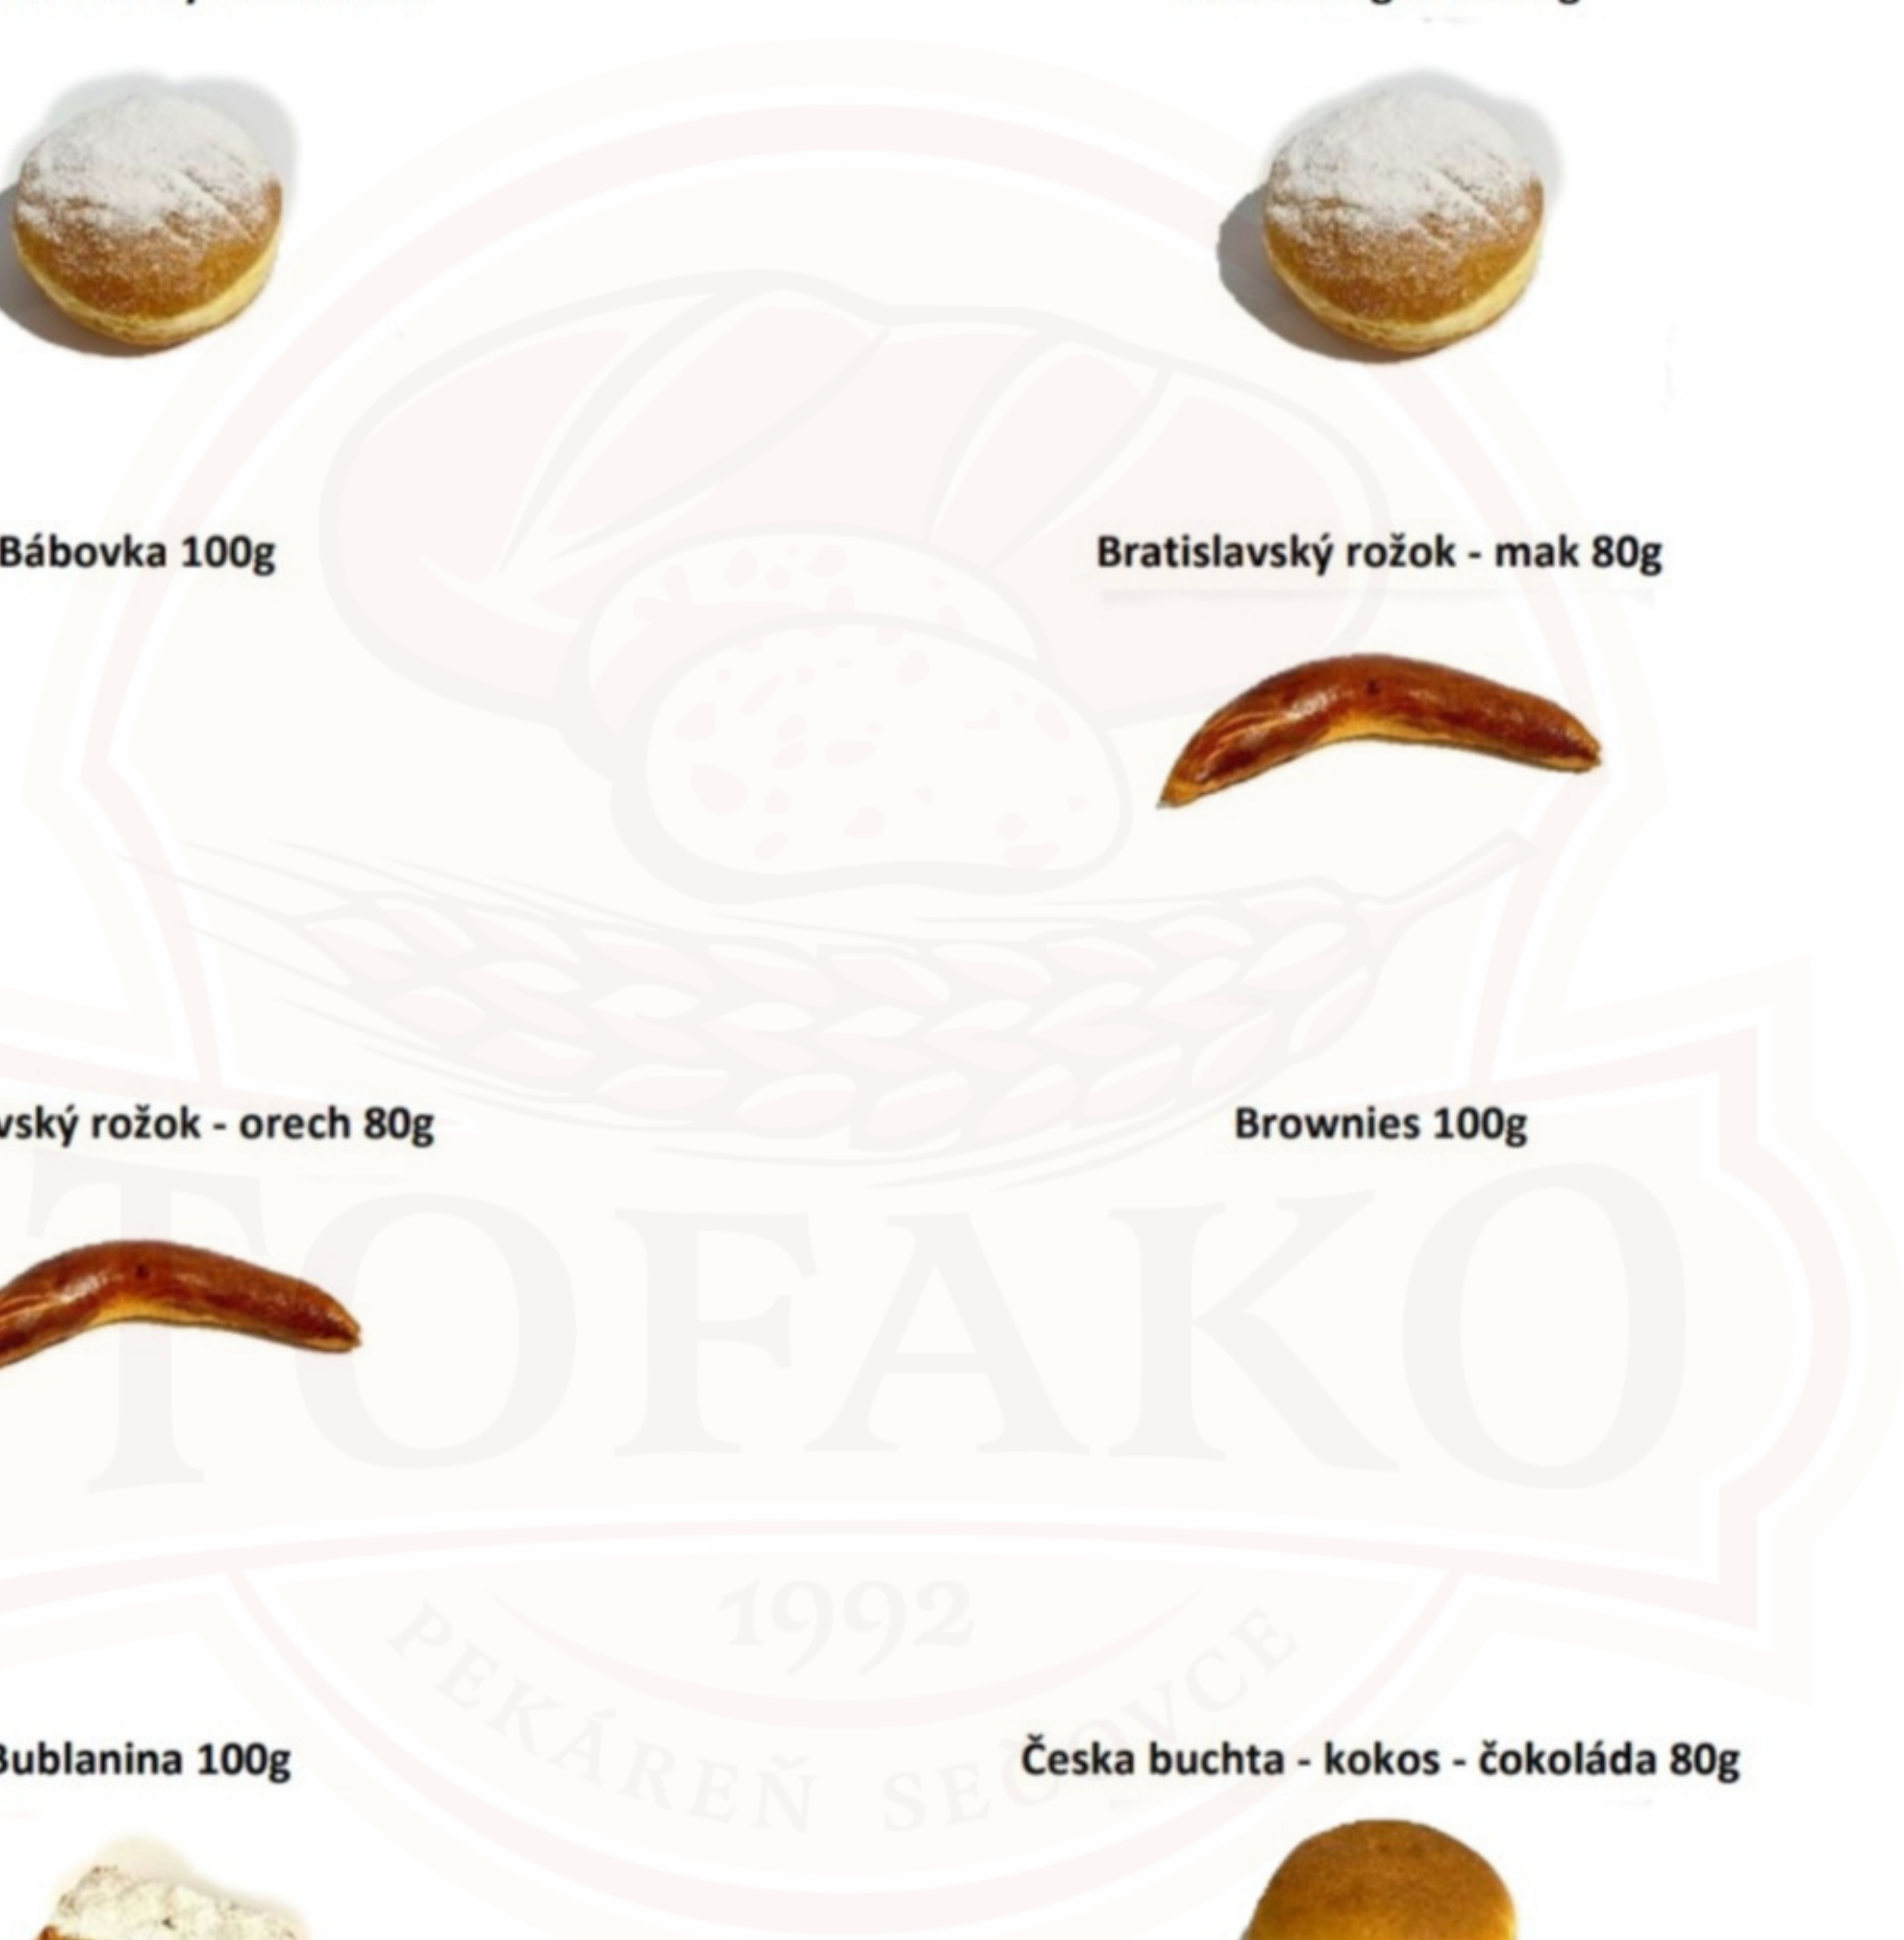 Bábovka 100g
Bratislavský rožok - mak 80g
vský rožok - orech 80g
Brownies 100g
TOFAKO
1992
PEKÁREŇ SEČOVCE
Bublanina 100g
Česka buchta - kokos - čokoláda 80g